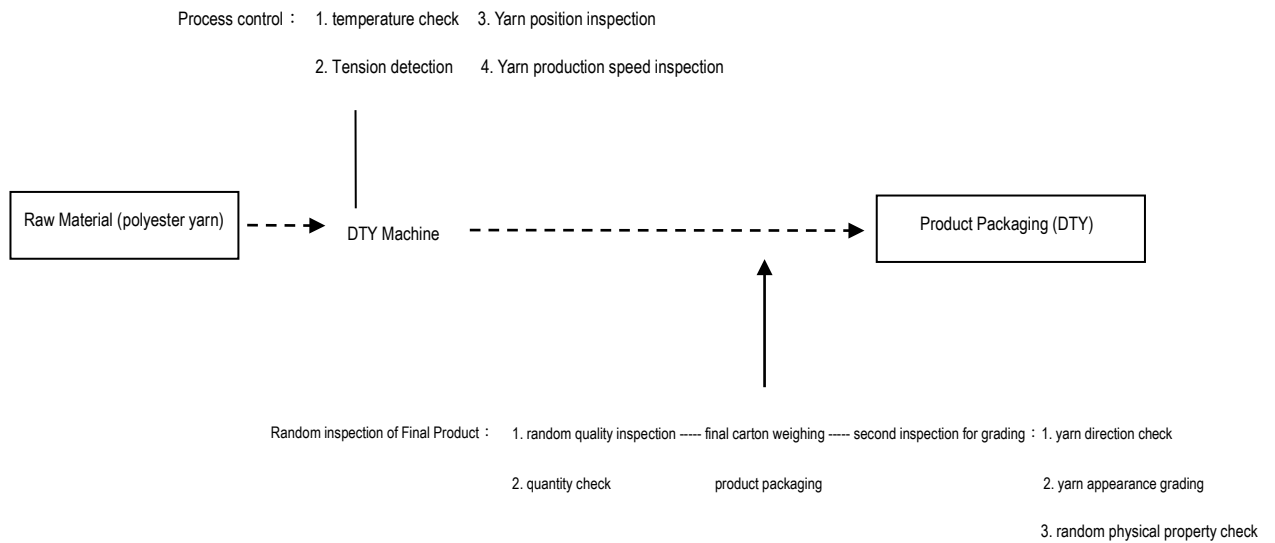 Process control： 1. temperature check 3. Yarn position inspection
2. Tension detection 4. Yarn production speed inspection
Raw Material (polyester yarn)
DTY Machine
Product Packaging (DTY)
Random inspection of Final Product： 1. random quality inspection ----- final carton weighing ----- second inspection for grading：1. yarn direction check
2. quantity check product packaging 2. yarn appearance grading
3. random physical property check